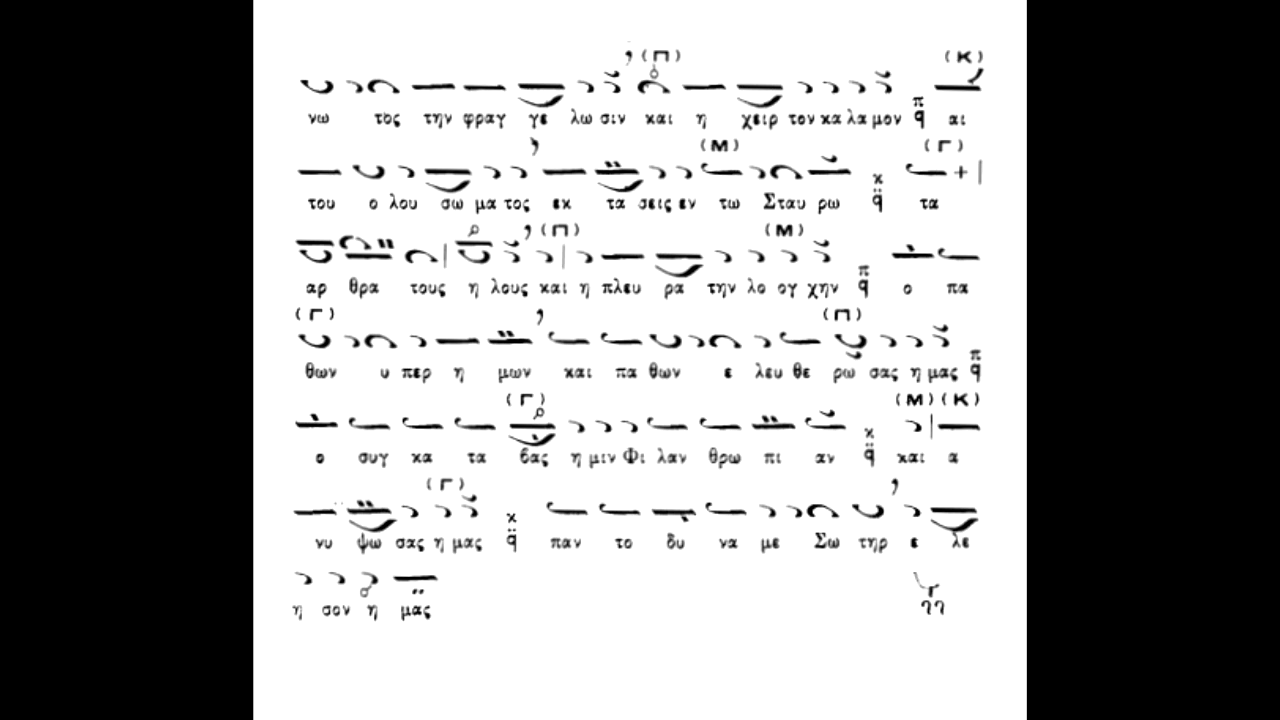 (Π) (Κ)
νω τος την φραγ γε λω σιν και η χειρ τον κα λα μον π q αι
(Μ) (Γ)
του ο λου σω μα τος εκ τα σεις εν τω Σταυ ρω χ q τα
(Π) (Μ)
αρ θρα τους η λους και η πλευ ρα την λο ογ χην π q ο πα
(Γ) (Π)
θων υ περ η μων και πα θων ε λευ θε ρω σας η μας π q
(Γ) (Μ) (Κ)
ο συγ κα τα βας η μιν Φι λαν θρω πι αν χ q και α
(Γ)
νυ ψω σας η μας χ q παν το δυ να με Σω τηρ ε λε
η σον η μας